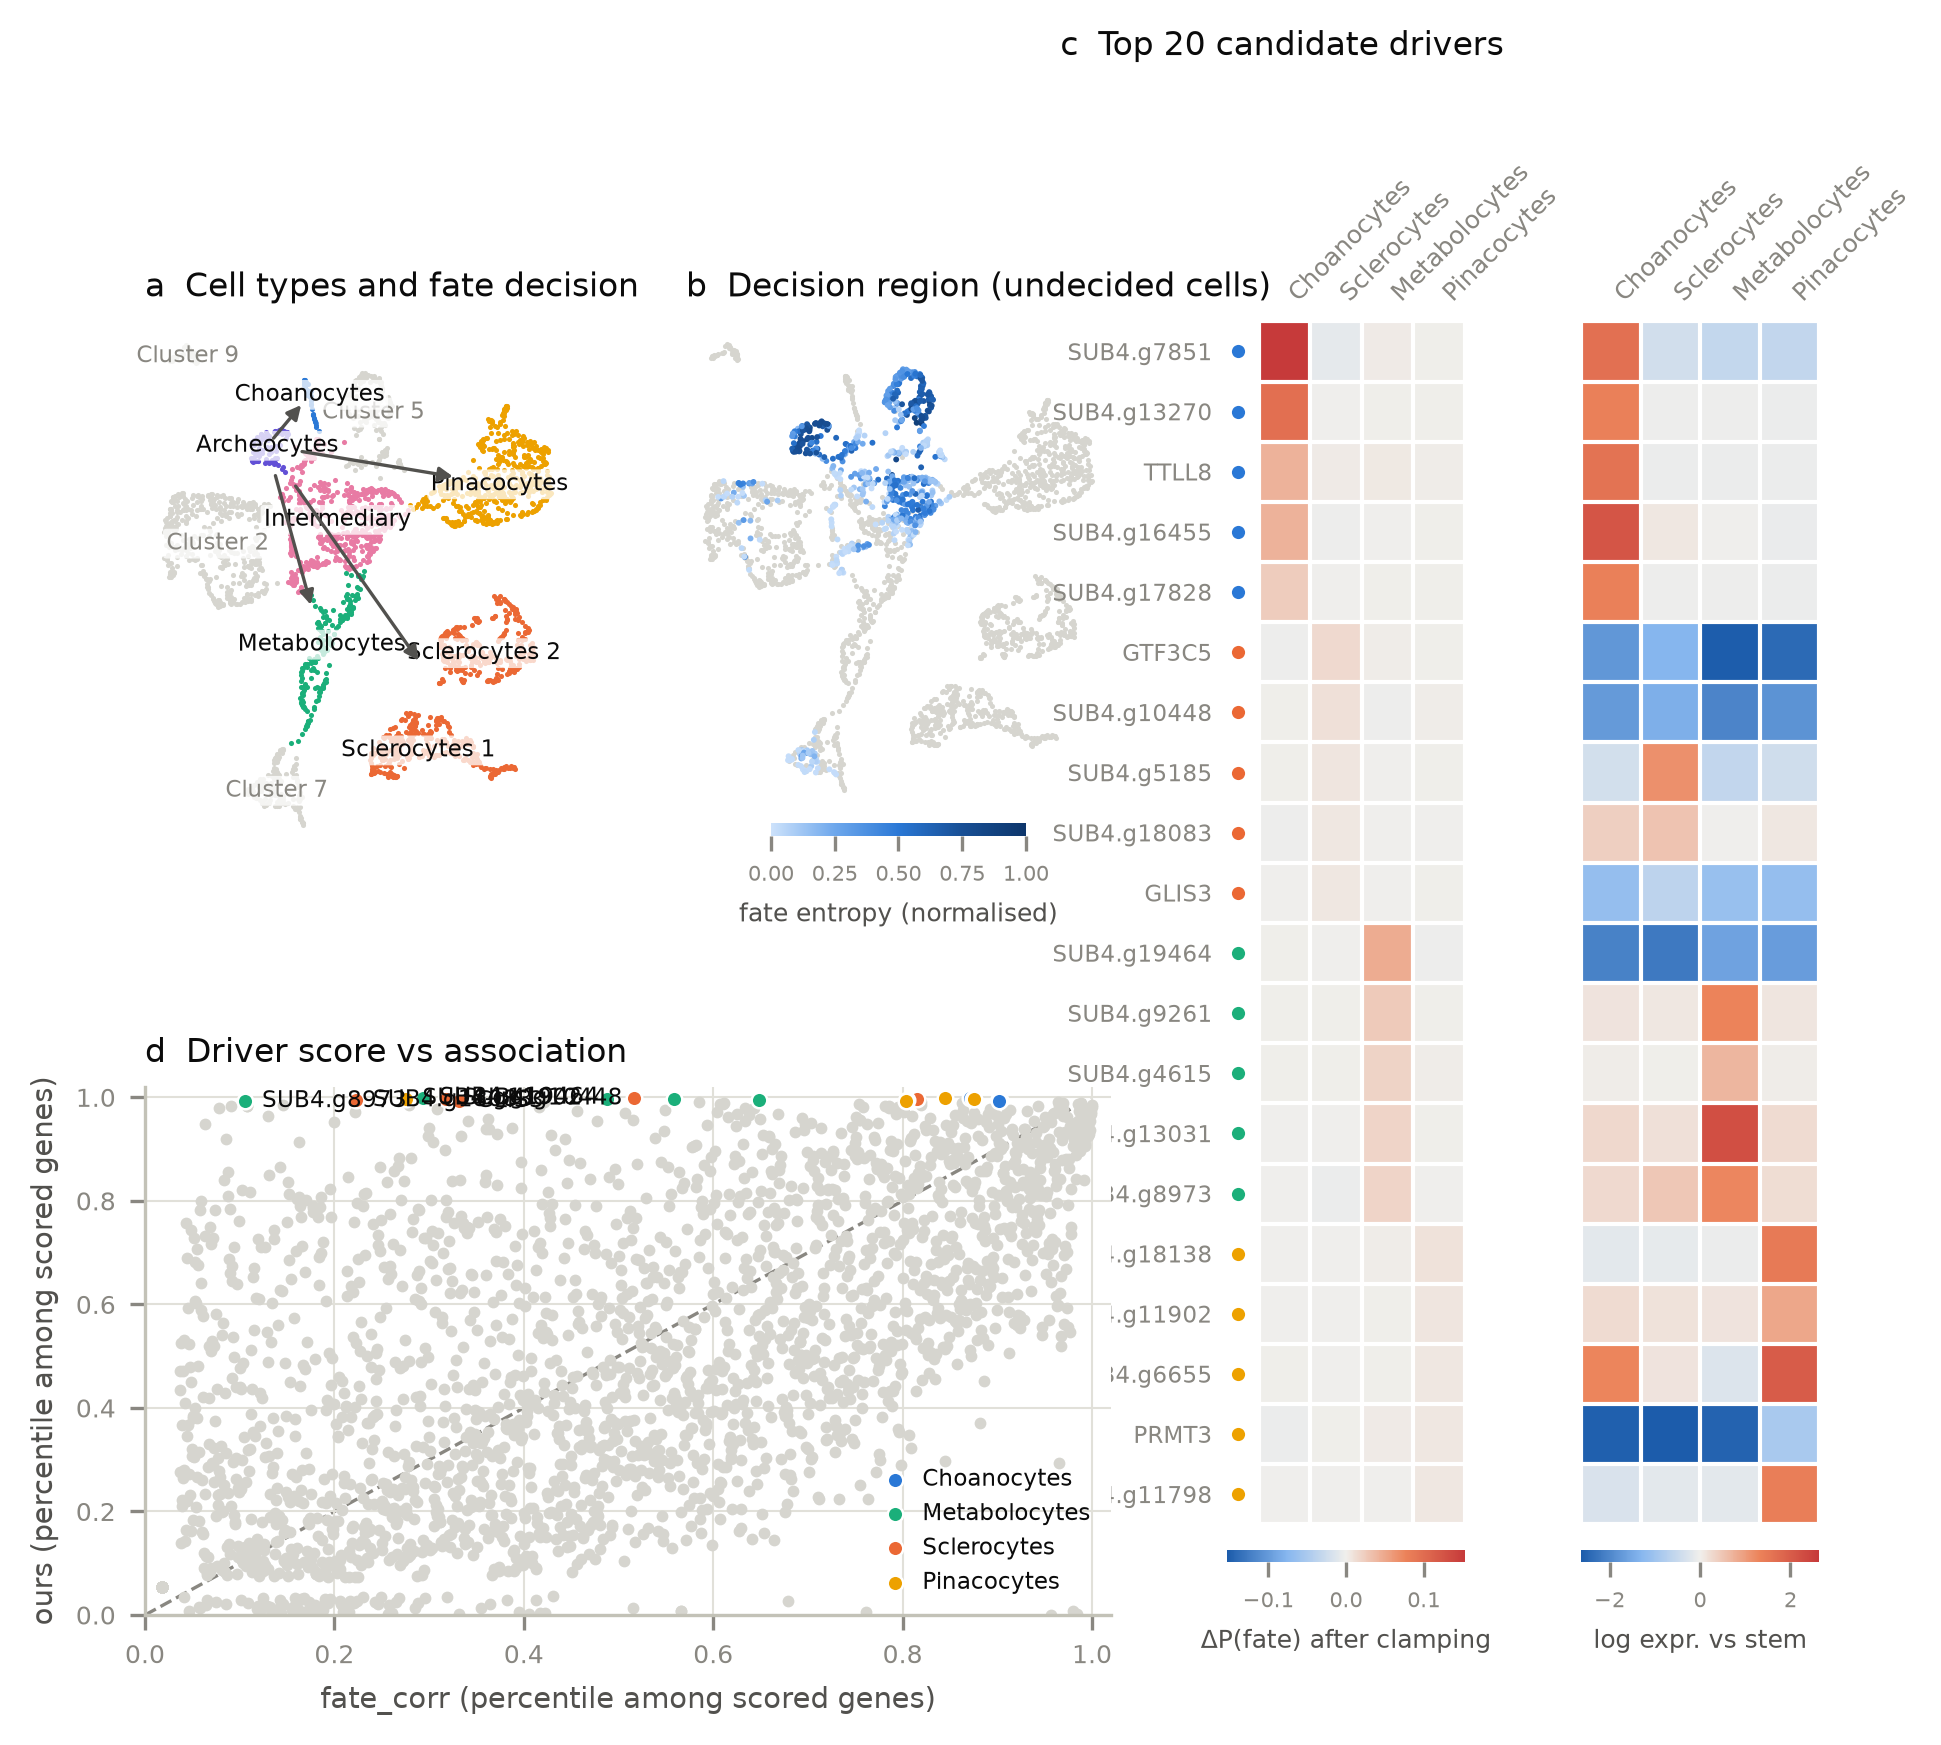 c Top 20 candidate drivers
a Cell types and fate decision
Cluster 9
Choanocytes
Cluster 5
Archeocytes
Pinacocytes
Intermediary
Cluster 2
Metabolocytes
Sclerocytes 2
Sclerocytes 1
Cluster 7
b Decision region (undecided cells)
0.00 0.25 0.50 0.75 1.00
fate entropy (normalised)
Choanocytes
Sclerocytes
Metabolocytes
Pinacocytes
Choanocytes
Sclerocytes
Metabolocytes
Pinacocytes
SUB4.g7851
SUB4.g13270
TTLL8
SUB4.g16455
SUB4.g17828
GTF3C5
SUB4.g10448
SUB4.g5185
SUB4.g18083
GLIS3
SUB4.g19464
SUB4.g9261
SUB4.g4615
.g13031
4.g8973
.g18138
.g11902
4.g6655
PRMT3
.g11798
−0.1 0.0 0.1
ΔP(fate) after clamping
−2 0 2
log expr. vs stem
d Driver score vs association
ours (percentile among scored genes)
1.0
0.8
0.6
0.4
0.2
0.0
SUB4.g8973
Choanocytes
Metabolocytes
Sclerocytes
Pinacocytes
0.0 0.2 0.4 0.6 0.8 1.0
fate_corr (percentile among scored genes)